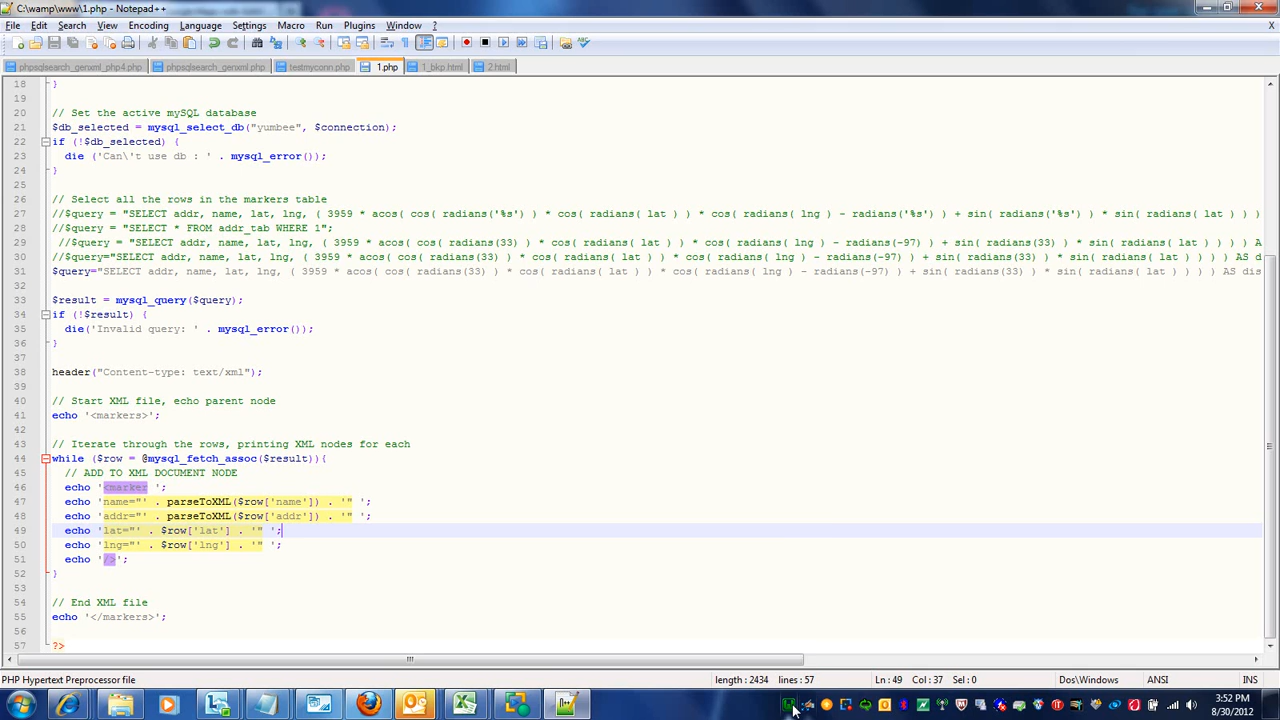 C:\wamp\www\1.php - Notepad++
File Edit Search View Encoding Language Settings Macro Run Plugins Window ? X
phpsqlsearch_genxml_php4.php phpsqlsearch_genxml.php testmyconn.php 1.php 1_bkp.html 2.html
18 }
19
20 // Set the active mySQL database
21 $db_selected = mysql_select_db("yumbee", $connection);
22 if (!$db_selected) {
23 die ('Can\'t use db : ' . mysql_error());
24 }
25
26 // Select all the rows in the markers table
27 //$query = "SELECT addr, name, lat, lng, ( 3959 * acos( cos( radians('%s') ) * cos( radians( lat ) ) * cos( radians( lng ) - radians('%s') ) + sin( radians('%s') ) * sin( radians( lat ) ) )
28 //$query = "SELECT * FROM addr_tab WHERE 1";
29 //$query = "SELECT addr, name, lat, lng, ( 3959 * acos( cos( radians(33) ) * cos( radians( lat ) ) * cos( radians( lng ) - radians(-97) ) + sin( radians(33) ) * sin( radians( lat ) ) ) ) A
30 //$query="SELECT addr, name, lat, lng, ( 3959 * acos( cos( radians(33) ) * cos( radians( lat ) ) * cos( radians( lng ) - radians(-97) ) + sin( radians(33) ) * sin( radians( lat ) ) ) ) AS d
31 $query="SELECT addr, name, lat, lng, ( 3959 * acos( cos( radians(33) ) * cos( radians( lat ) ) * cos( radians( lng ) - radians(-97) ) + sin( radians(33) ) * sin( radians( lat ) ) ) ) AS dis
32
33 $result = mysql_query($query);
34 if (!$result) {
35 die('Invalid query: ' . mysql_error());
36 }
37
38 header("Content-type: text/xml");
39
40 // Start XML file, echo parent node
41 echo '<markers>';
42
43 // Iterate through the rows, printing XML nodes for each
44 while ($row = @mysql_fetch_assoc($result)){
45 // ADD TO XML DOCUMENT NODE
46 echo '<marker ';
47 echo 'name="' . parseToXML($row['name']) . '" ';
48 echo 'addr="' . parseToXML($row['addr']) . '" ';
49 echo 'lat="' . $row['lat'] . '" ';
50 echo 'lng="' . $row['lng'] . '" ';
51 echo '/>';
52 }
53
54 // End XML file
55 echo '</markers>';
56
57 ?>
PHP Hypertext Preprocessor file length : 2434 lines : 57 Ln : 49 Col : 37 Sel : 0 Dos\Windows ANSI INS
3:52 PM
8/30/2012